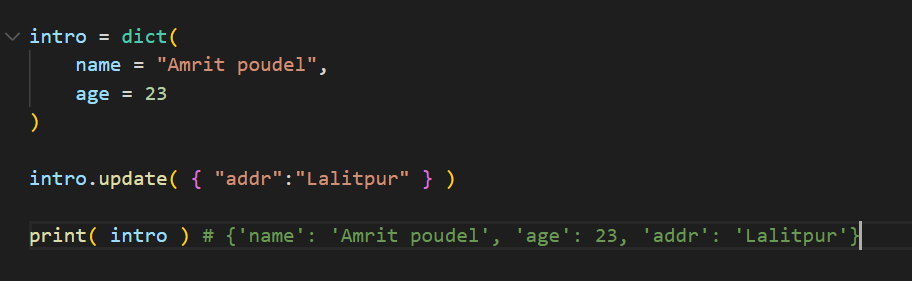 intro = dict(
    name = "Amrit poudel",
    age = 23
)
intro.update( { "addr":"Lalitpur" } )
print( intro ) # {'name': 'Amrit poudel', 'age': 23, 'addr': 'Lalitpur'}